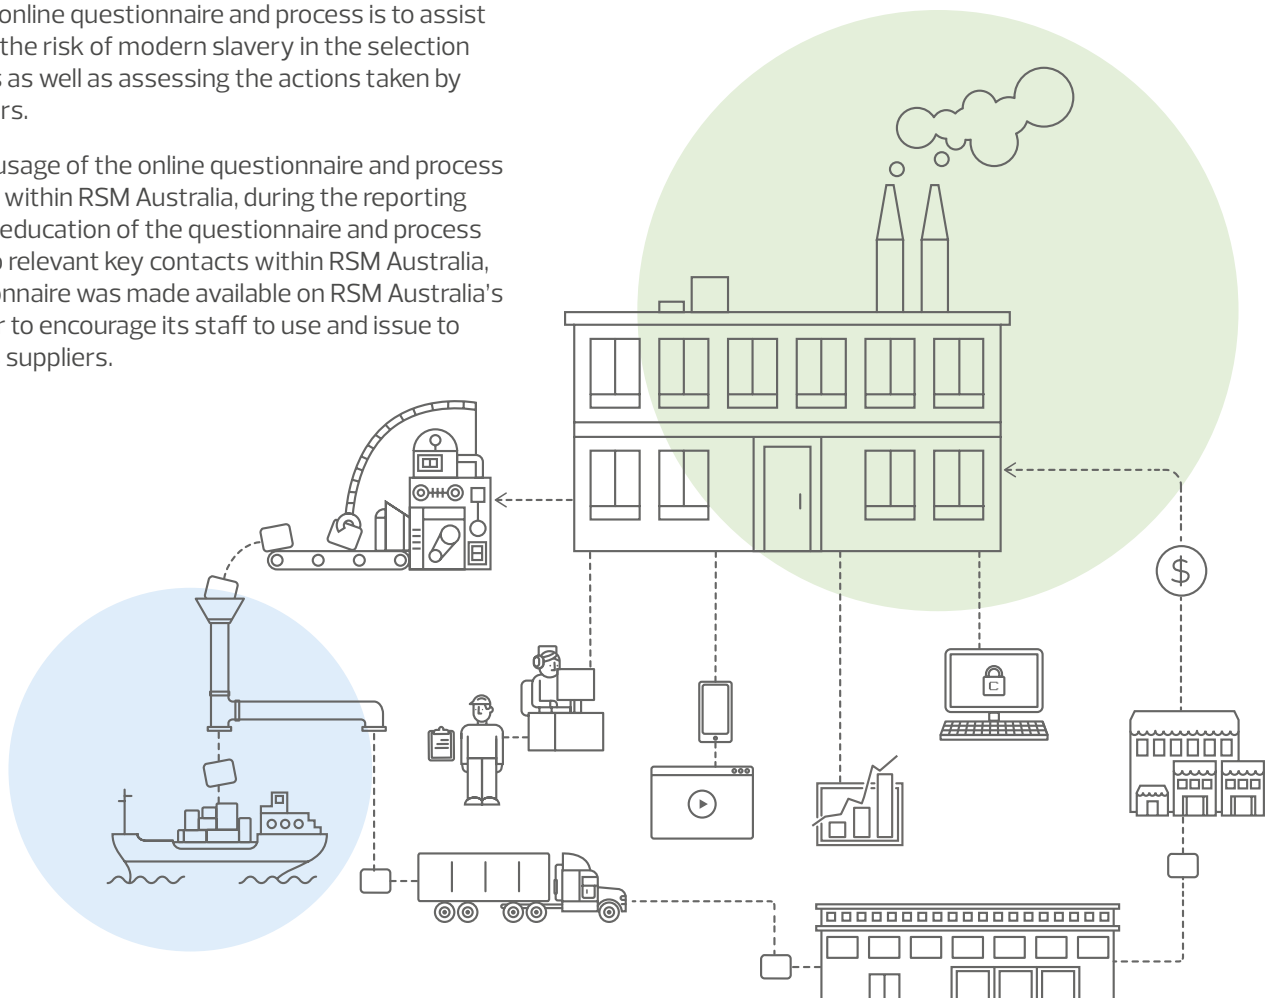 online questionnaire and process is to assist
the risk of modern slavery in the selection
s as well as assessing the actions taken by
rs.
usage of the online questionnaire and process
within RSM Australia, during the reporting
education of the questionnaire and process
o relevant key contacts within RSM Australia,
onnaire was made available on RSM Australia's
r to encourage its staff to use and issue to
suppliers.
$
C